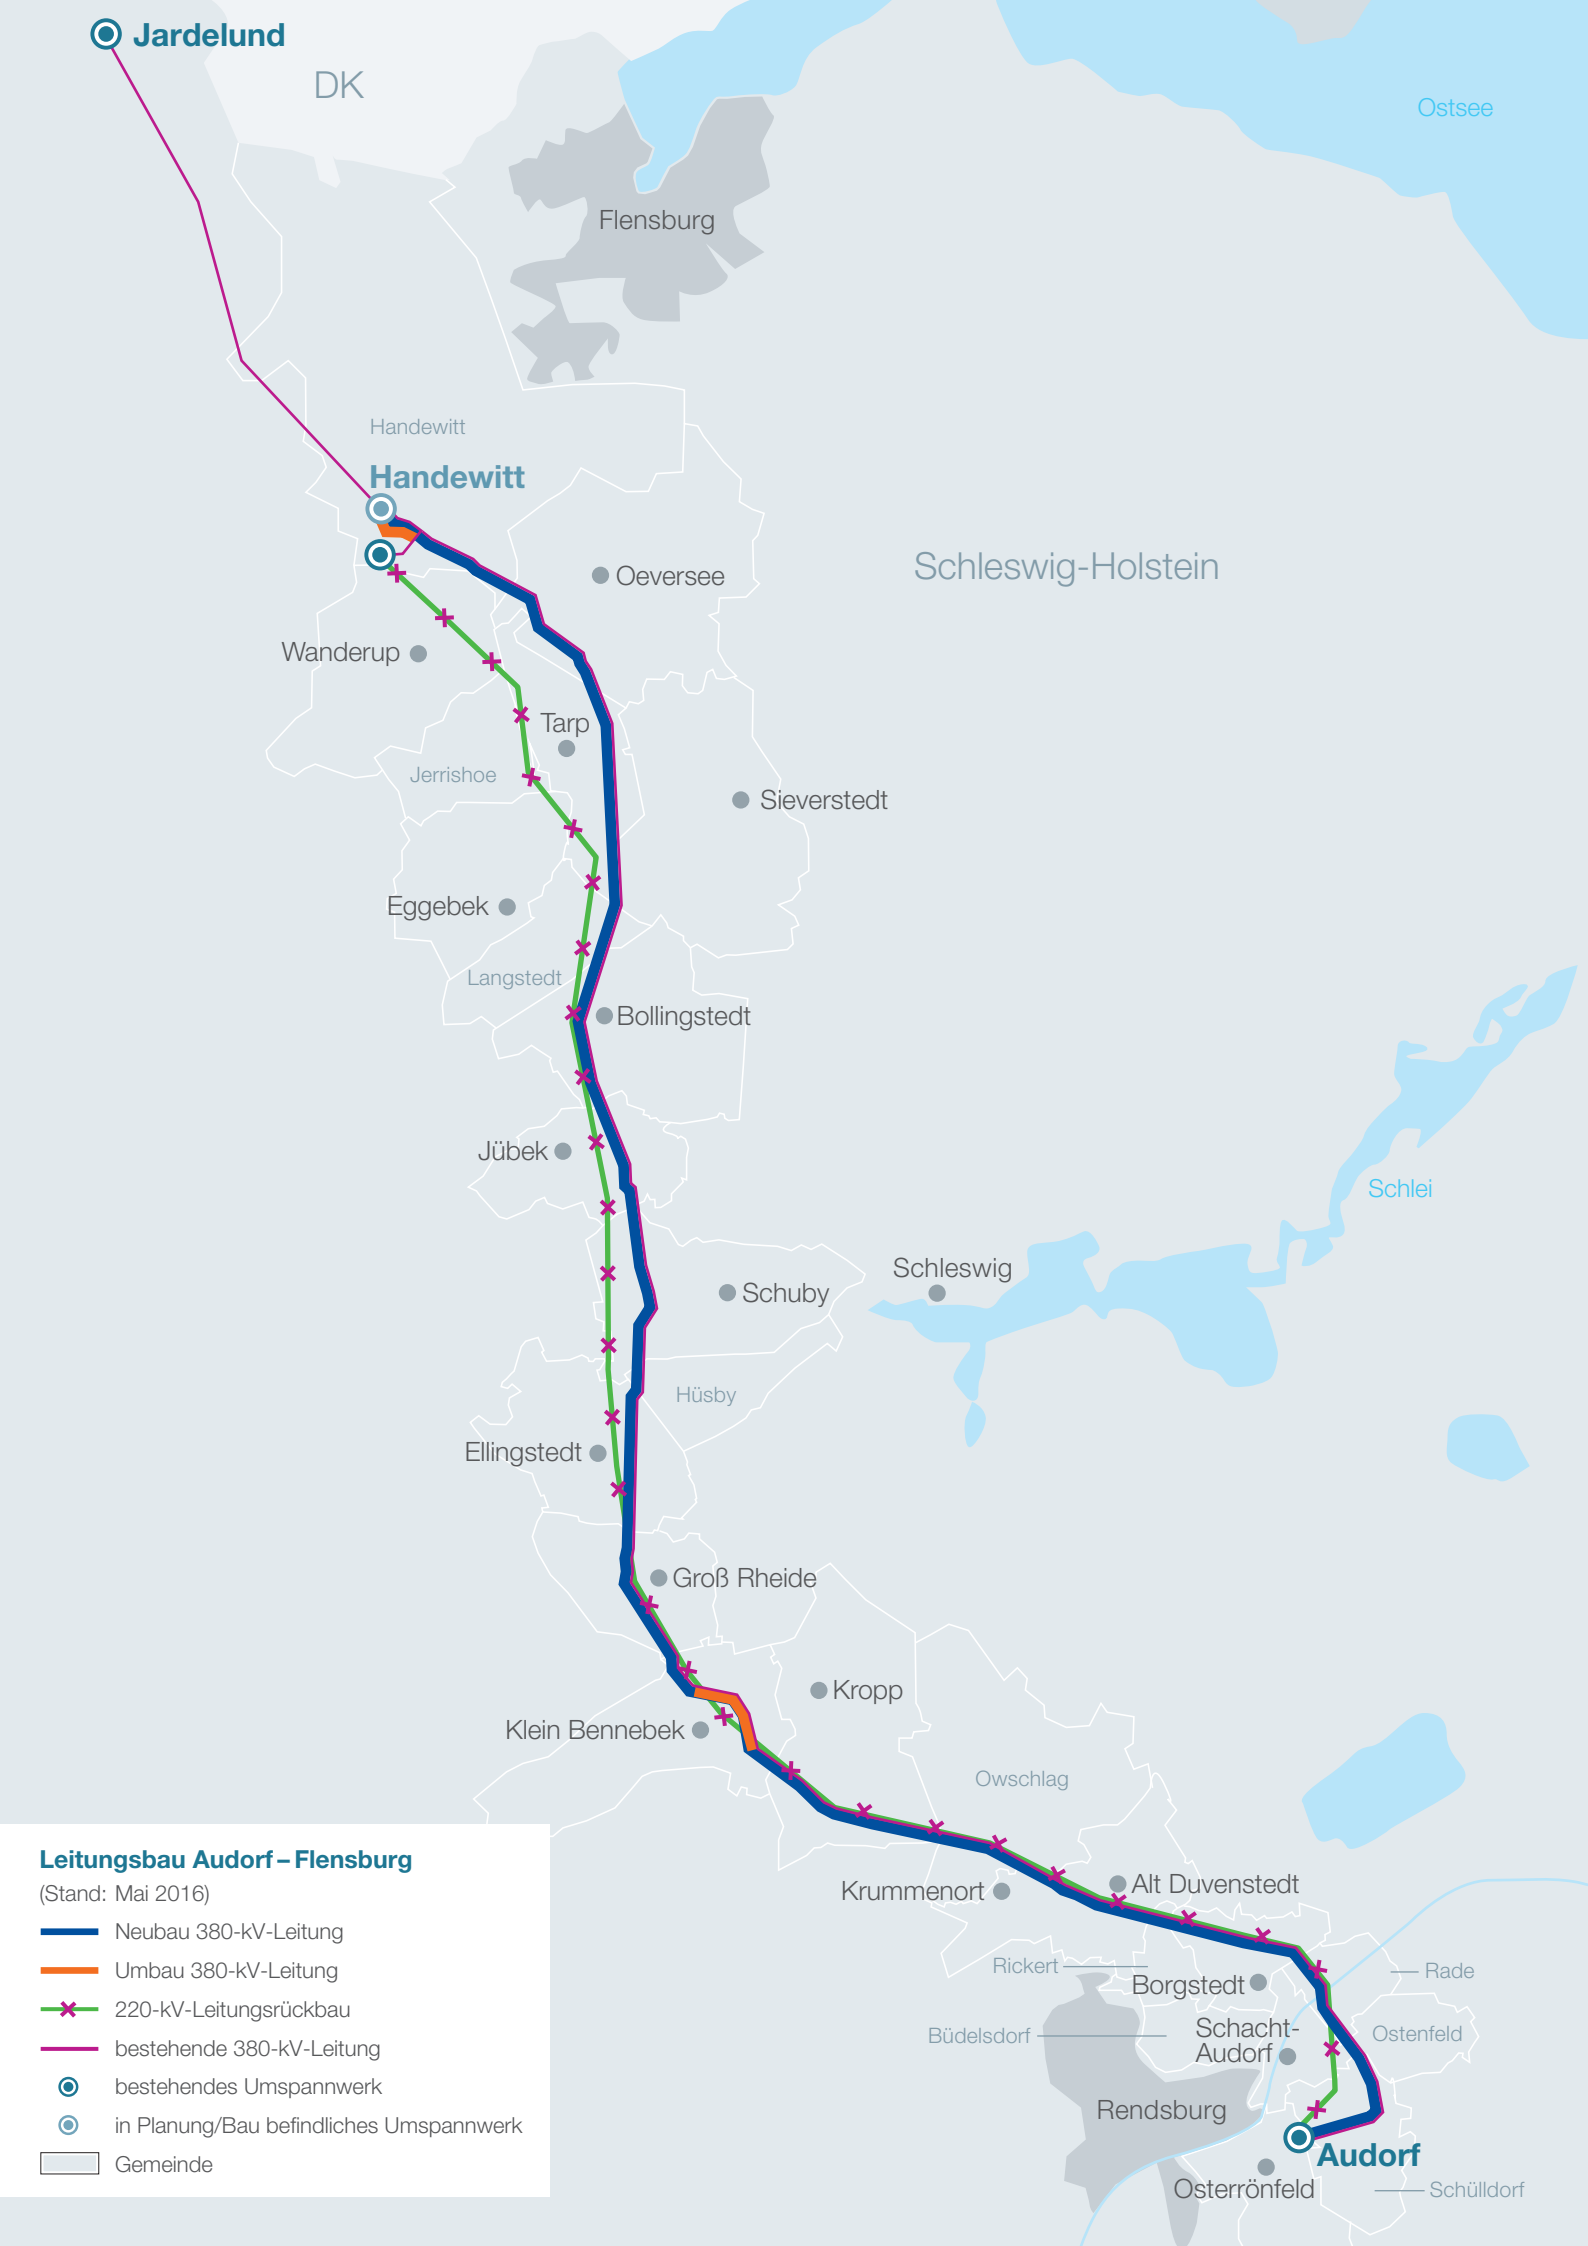 Jardelund
DK
Ostsee
Flensburg
Handewitt
Handewitt
Schleswig-Holstein
Oeversee
Wanderup
Tarp
Jerrishoe
Sieverstedt
Eggebek
Langstedt
Bollingstedt
Jübek
Schlei
Schleswig
Schuby
Hüsby
Ellingstedt
Groß Rheide
Kropp
Klein Bennebek
Owschlag
Krummenort
Alt Duvenstedt
Rickert
Rade
Borgstedt
Büdelsdorf
Schacht-
Audorf
Ostenfeld
Rendsburg
Audorf
Osterrönfeld
Schülldorf
Leitungsbau Audorf – Flensburg
(Stand: Mai 2016)
Neubau 380-kV-Leitung
Umbau 380-kV-Leitung
220-kV-Leitungsrückbau
bestehende 380-kV-Leitung
bestehendes Umspannwerk
in Planung/Bau befindliches Umspannwerk
Gemeinde